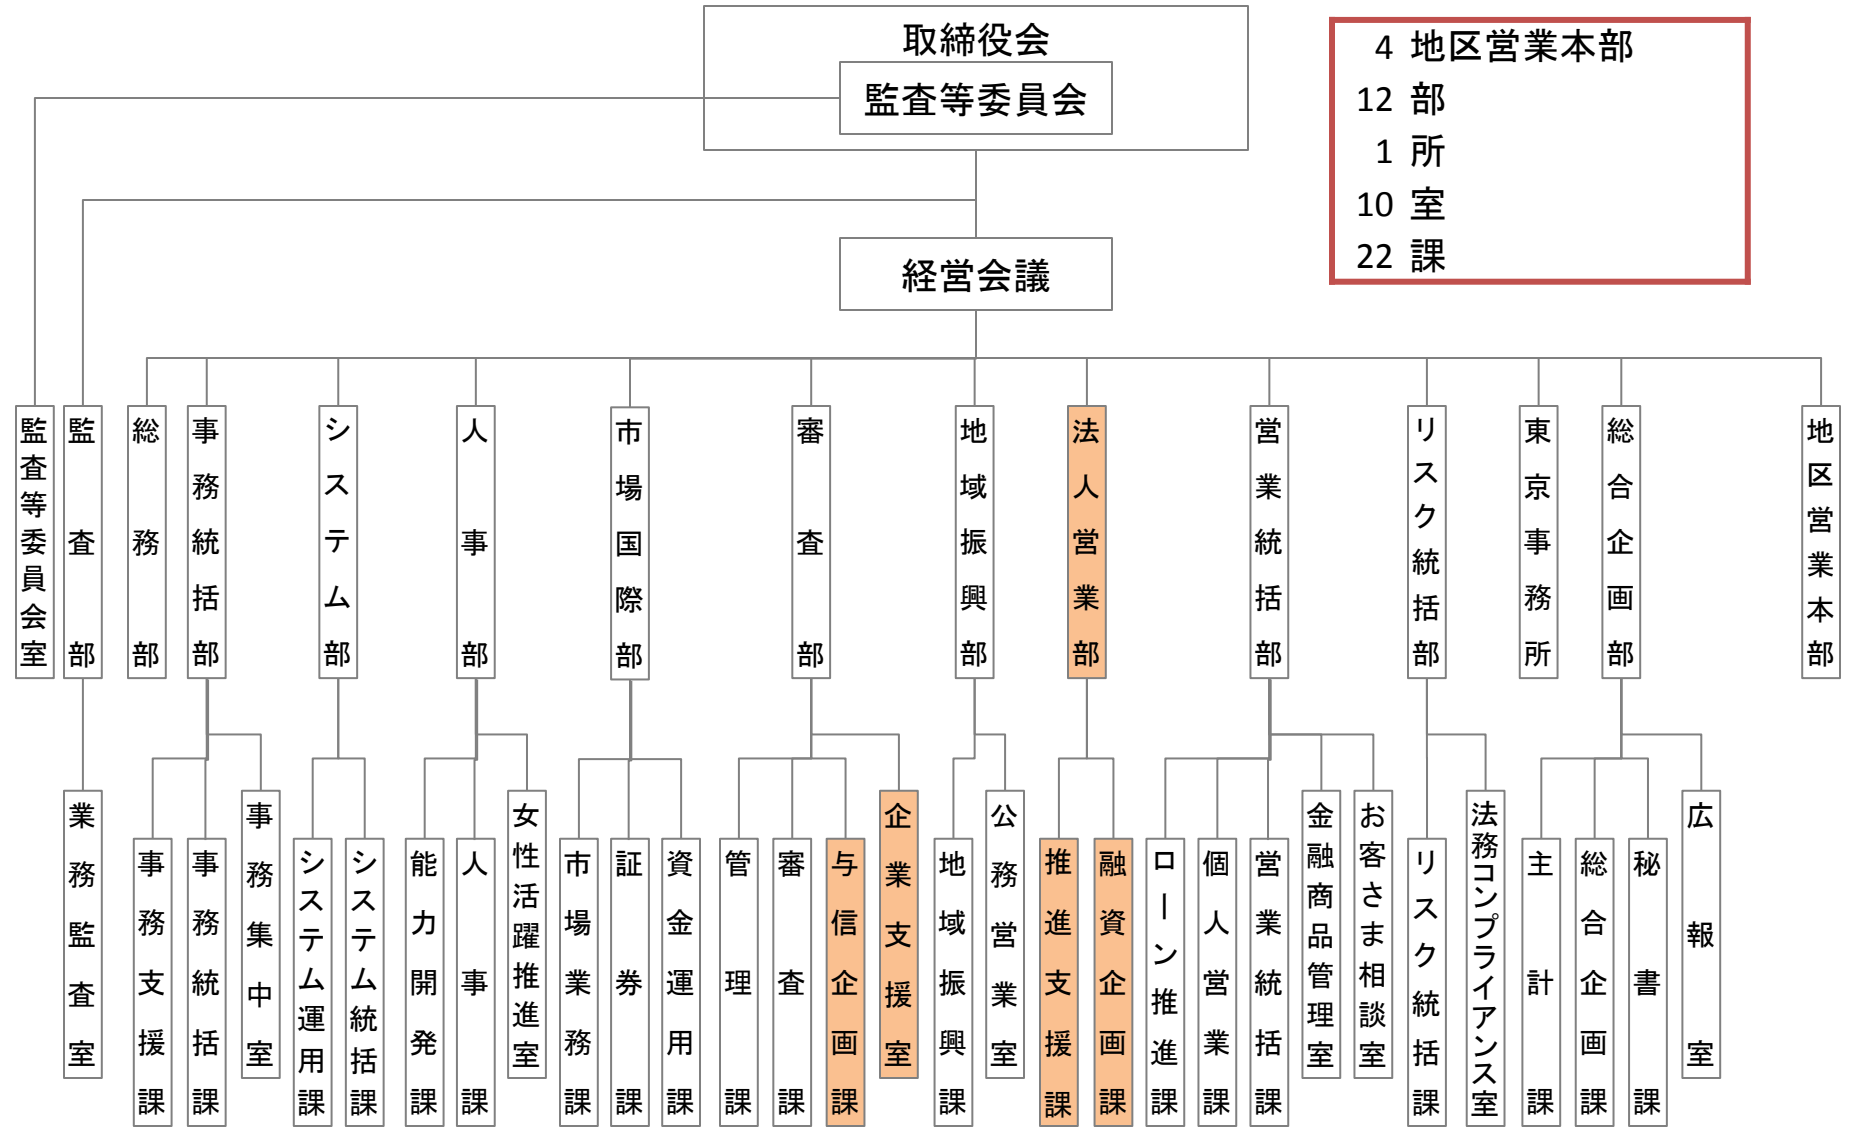 取締役会
監査等委員会
4 地区営業本部
12 部
1 所
10 室
22 課
経営会議
監査等委員会室
監査部
総務部
事務統括部
システム部
人事部
市場国際部
審査部
地域振興部
法人営業部
営業統括部
リスク統括部
東京事務所
総合企画部
地区営業本部
業務監査室
事務支援課
事務統括課
事務集中室
システム運用課
システム統括課
能力開発課
人事課
女性活躍推進室
市場業務課
証券課
資金運用課
管理課
審査課
与信企画課
企業支援室
地域振興課
公務営業室
推進支援課
融資企画課
ローン推進課
個人営業課
営業統括課
金融商品管理室
お客さま相談室
リスク統括課
法務コンプライアンス室
主計課
総合企画課
秘書課
広報室